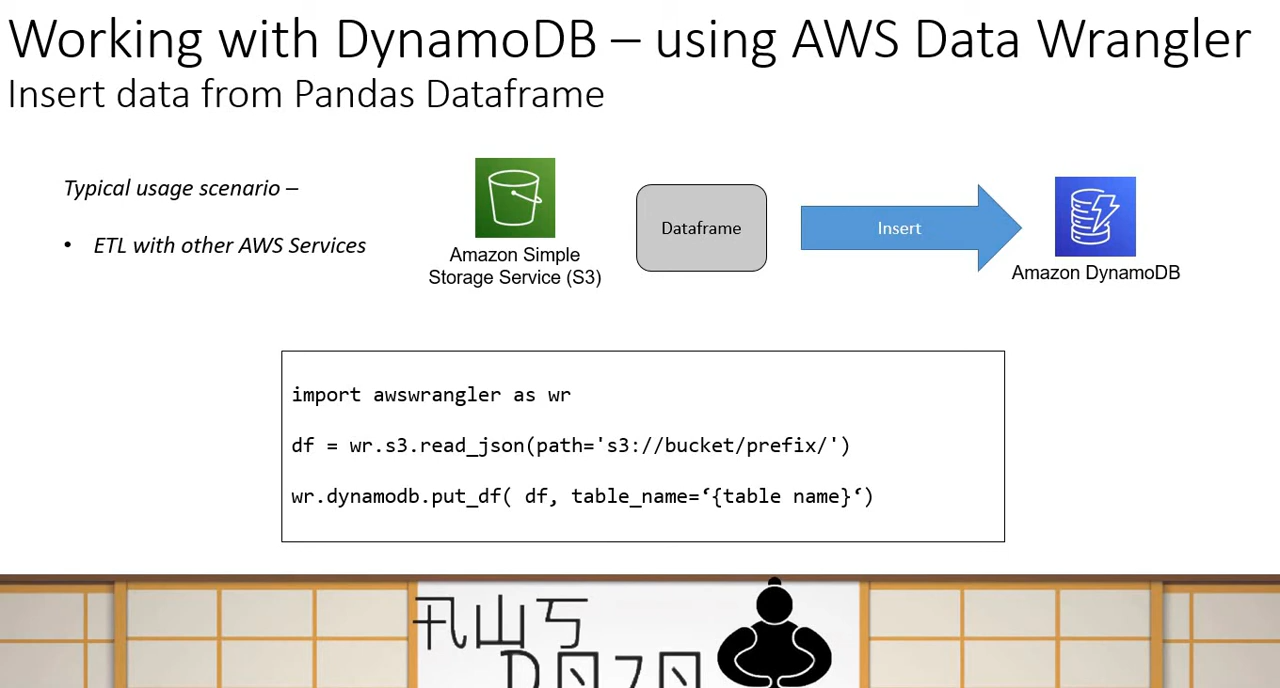 Working with DynamoDB – using AWS Data Wrangler
Insert data from Pandas Dataframe
Typical usage scenario –
• ETL with other AWS Services
Amazon Simple
Storage Service (S3)
Dataframe
Insert
Amazon DynamoDB
import awswrangler as wr
df = wr.s3.read_json(path='s3://bucket/prefix/')
wr.dynamodb.put_df( df, table_name=‘{table name}‘)